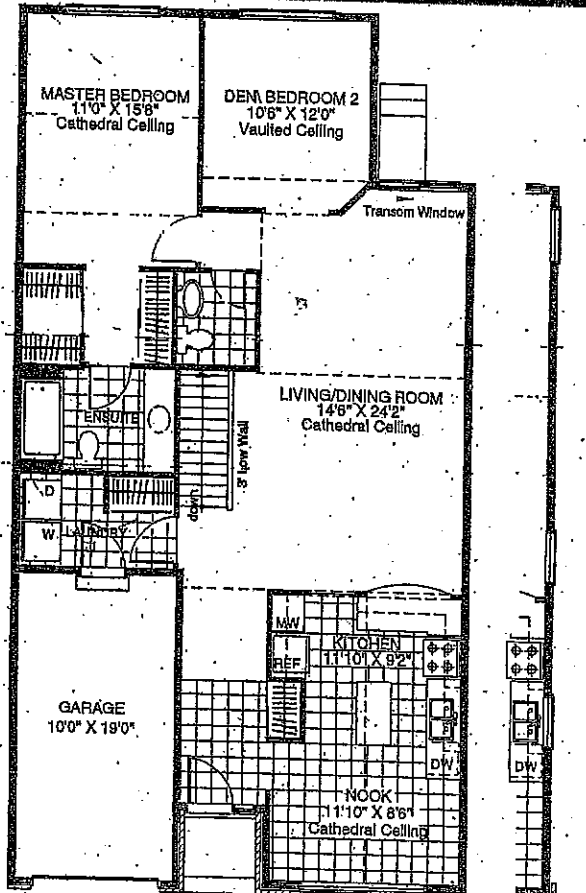 MASTER BEDROOM
11'0" X 15'6"
Cathedral Ceiling
DEN\ BEDROOM 2
10'6" X 12'0"
Vaulted Ceiling
Transom Window
ENSUITE
LIVING/DINING ROOM
14'6" X 24'2"
Cathedral Ceiling
3' Low Wall
down
D
W
LAUNDRY
MW
REF
KITCHEN
11'10" X 9'2"
DW
DW
GARAGE
10'0" X 19'0"
NOOK
11'10" X 8'6"
Cathedral Ceiling